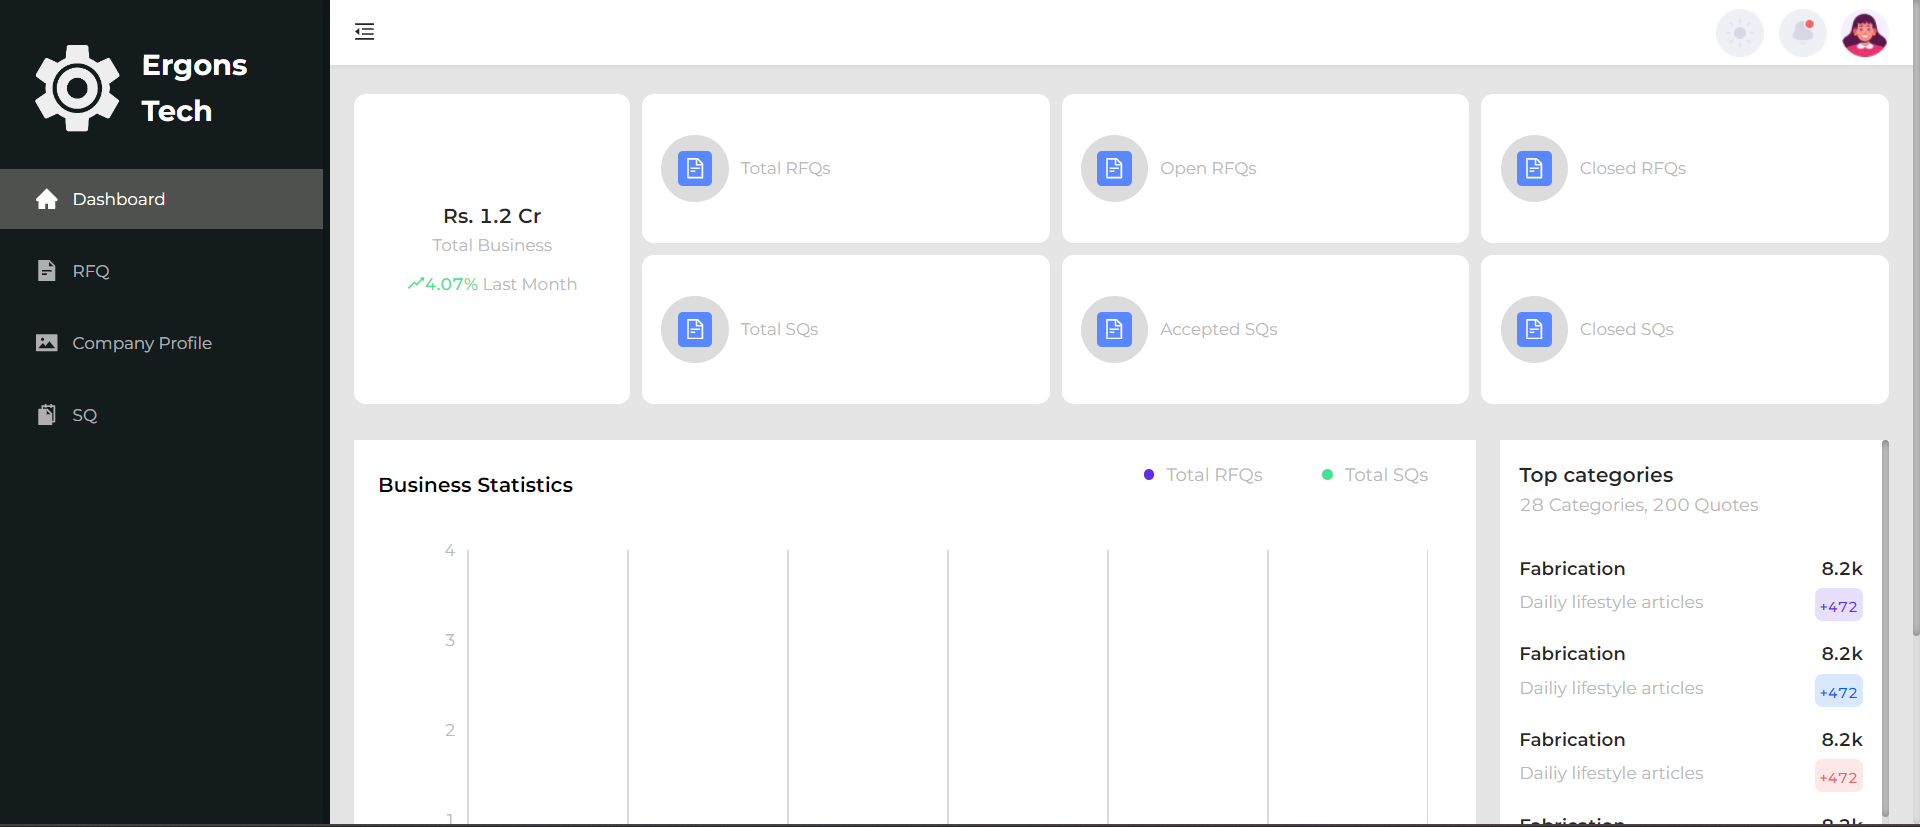 Ergons
Tech
Dashboard
RFQ
Company Profile
SQ
Rs. 1.2 Cr
Total Business
4.07% Last Month
Total RFQs
Open RFQs
Closed RFQs
Total SQs
Accepted SQs
Closed SQs
Business Statistics
Total RFQs
Total SQs
4
3
2
1
Top categories
28 Categories, 200 Quotes
Fabrication 8.2k
Dailiy lifestyle articles +472
Fabrication 8.2k
Dailiy lifestyle articles +472
Fabrication 8.2k
Dailiy lifestyle articles +472
Fabrication 8.2k